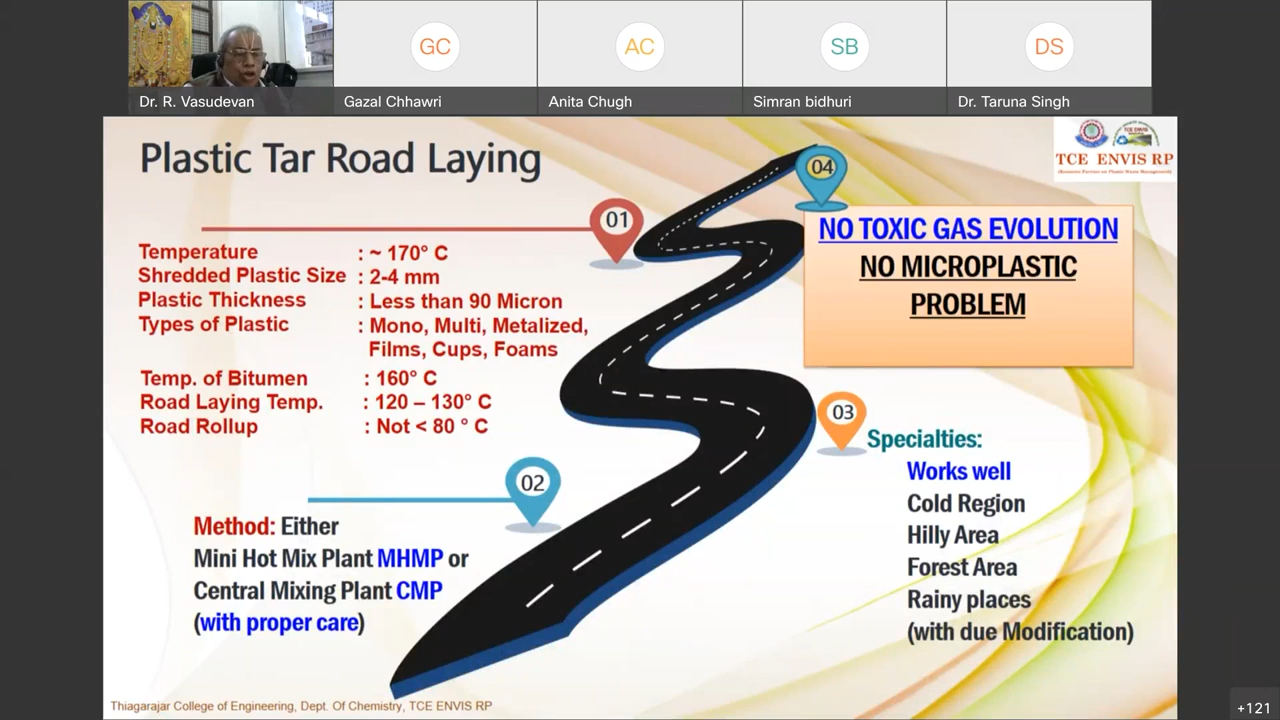 GC
AC
SB
DS
Dr. R. Vasudevan
Gazal Chhawri
Anita Chugh
Simran bidhuri
Dr. Taruna Singh
Plastic Tar Road Laying
TCE ENVIS RP
01
Temperature : ~ 170° C
Shredded Plastic Size : 2-4 mm
Plastic Thickness : Less than 90 Micron
Types of Plastic : Mono, Multi, Metalized,
Films, Cups, Foams
Temp. of Bitumen : 160° C
Road Laying Temp. : 120 – 130° C
Road Rollup : Not < 80 ° C
02
Method: Either
Mini Hot Mix Plant MHMP or
Central Mixing Plant CMP
(with proper care)
04
NO TOXIC GAS EVOLUTION
NO MICROPLASTIC
PROBLEM
03
Specialties:
Works well
Cold Region
Hilly Area
Forest Area
Rainy places
(with due Modification)
Thiagarajar College of Engineering, Dept. Of Chemistry, TCE ENVIS RP
+121